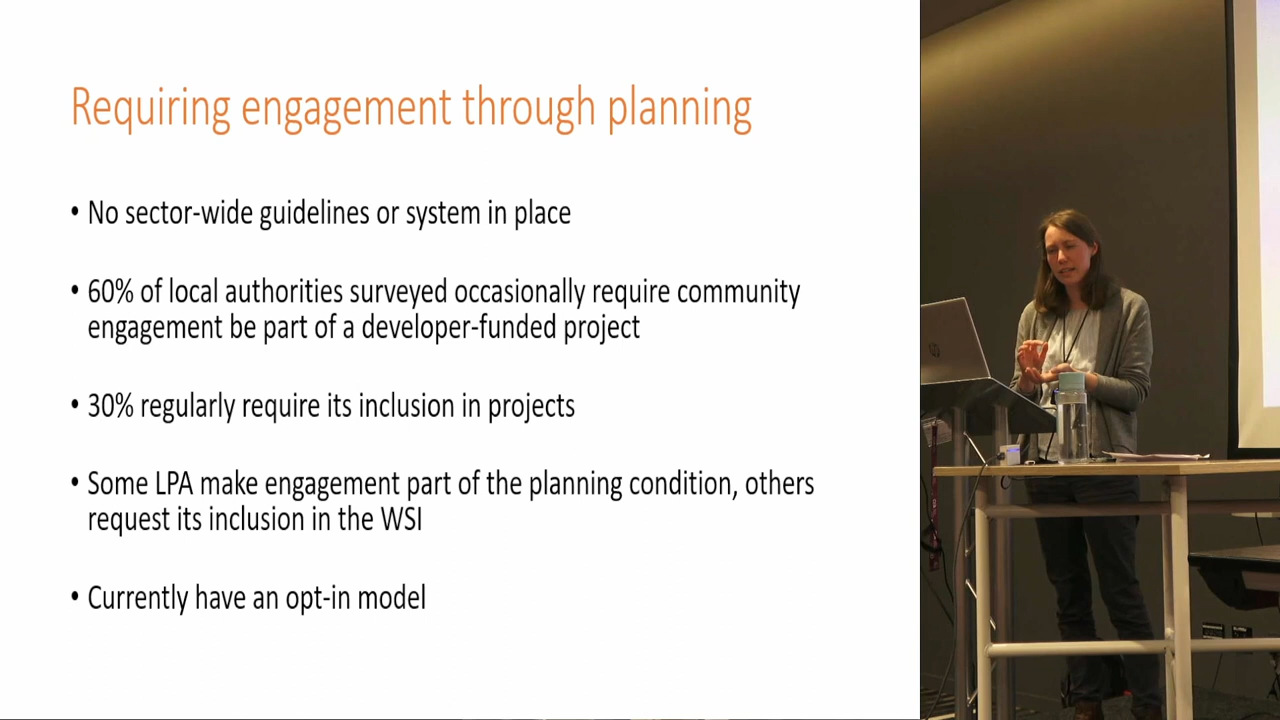 Requiring engagement through planning
• No sector-wide guidelines or system in place
• 60% of local authorities surveyed occasionally require community
engagement be part of a developer-funded project
• 30% regularly require its inclusion in projects
• Some LPA make engagement part of the planning condition, others
request its inclusion in the WSI
• Currently have an opt-in model